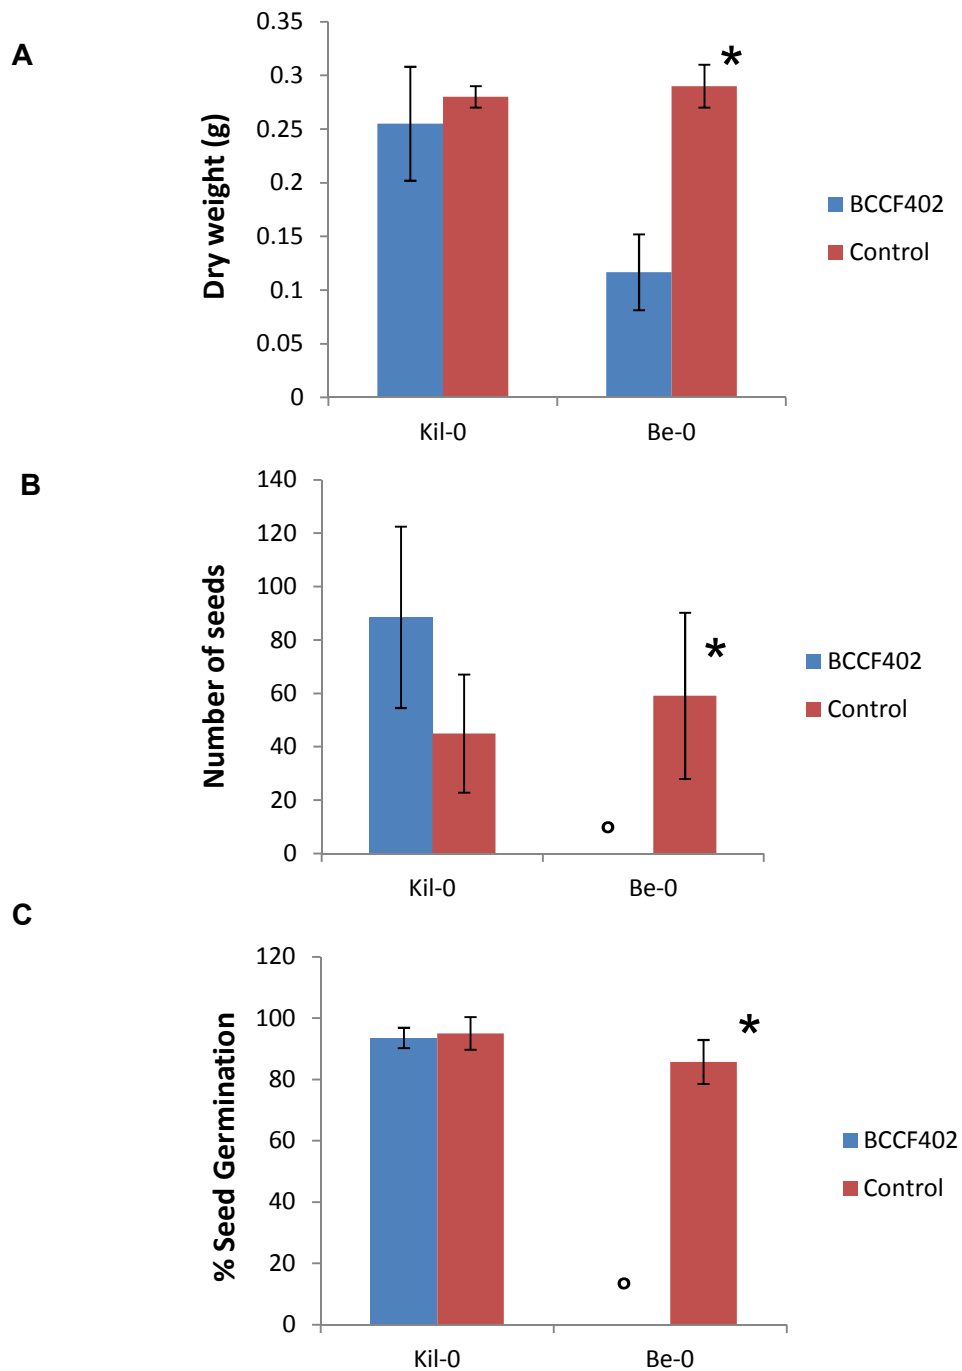 A
Dry weight (g)
0.35
0.3
0.25
0.2
0.15
0.1
0.05
0
*
BCCF402
Control
Kil-0 Be-0
B
Number of seeds
140
120
100
80
60
40
20
0
*
BCCF402
Control
Kil-0 Be-0
C
% Seed Germination
120
100
80
60
40
20
0
*
BCCF402
Control
Kil-0 Be-0